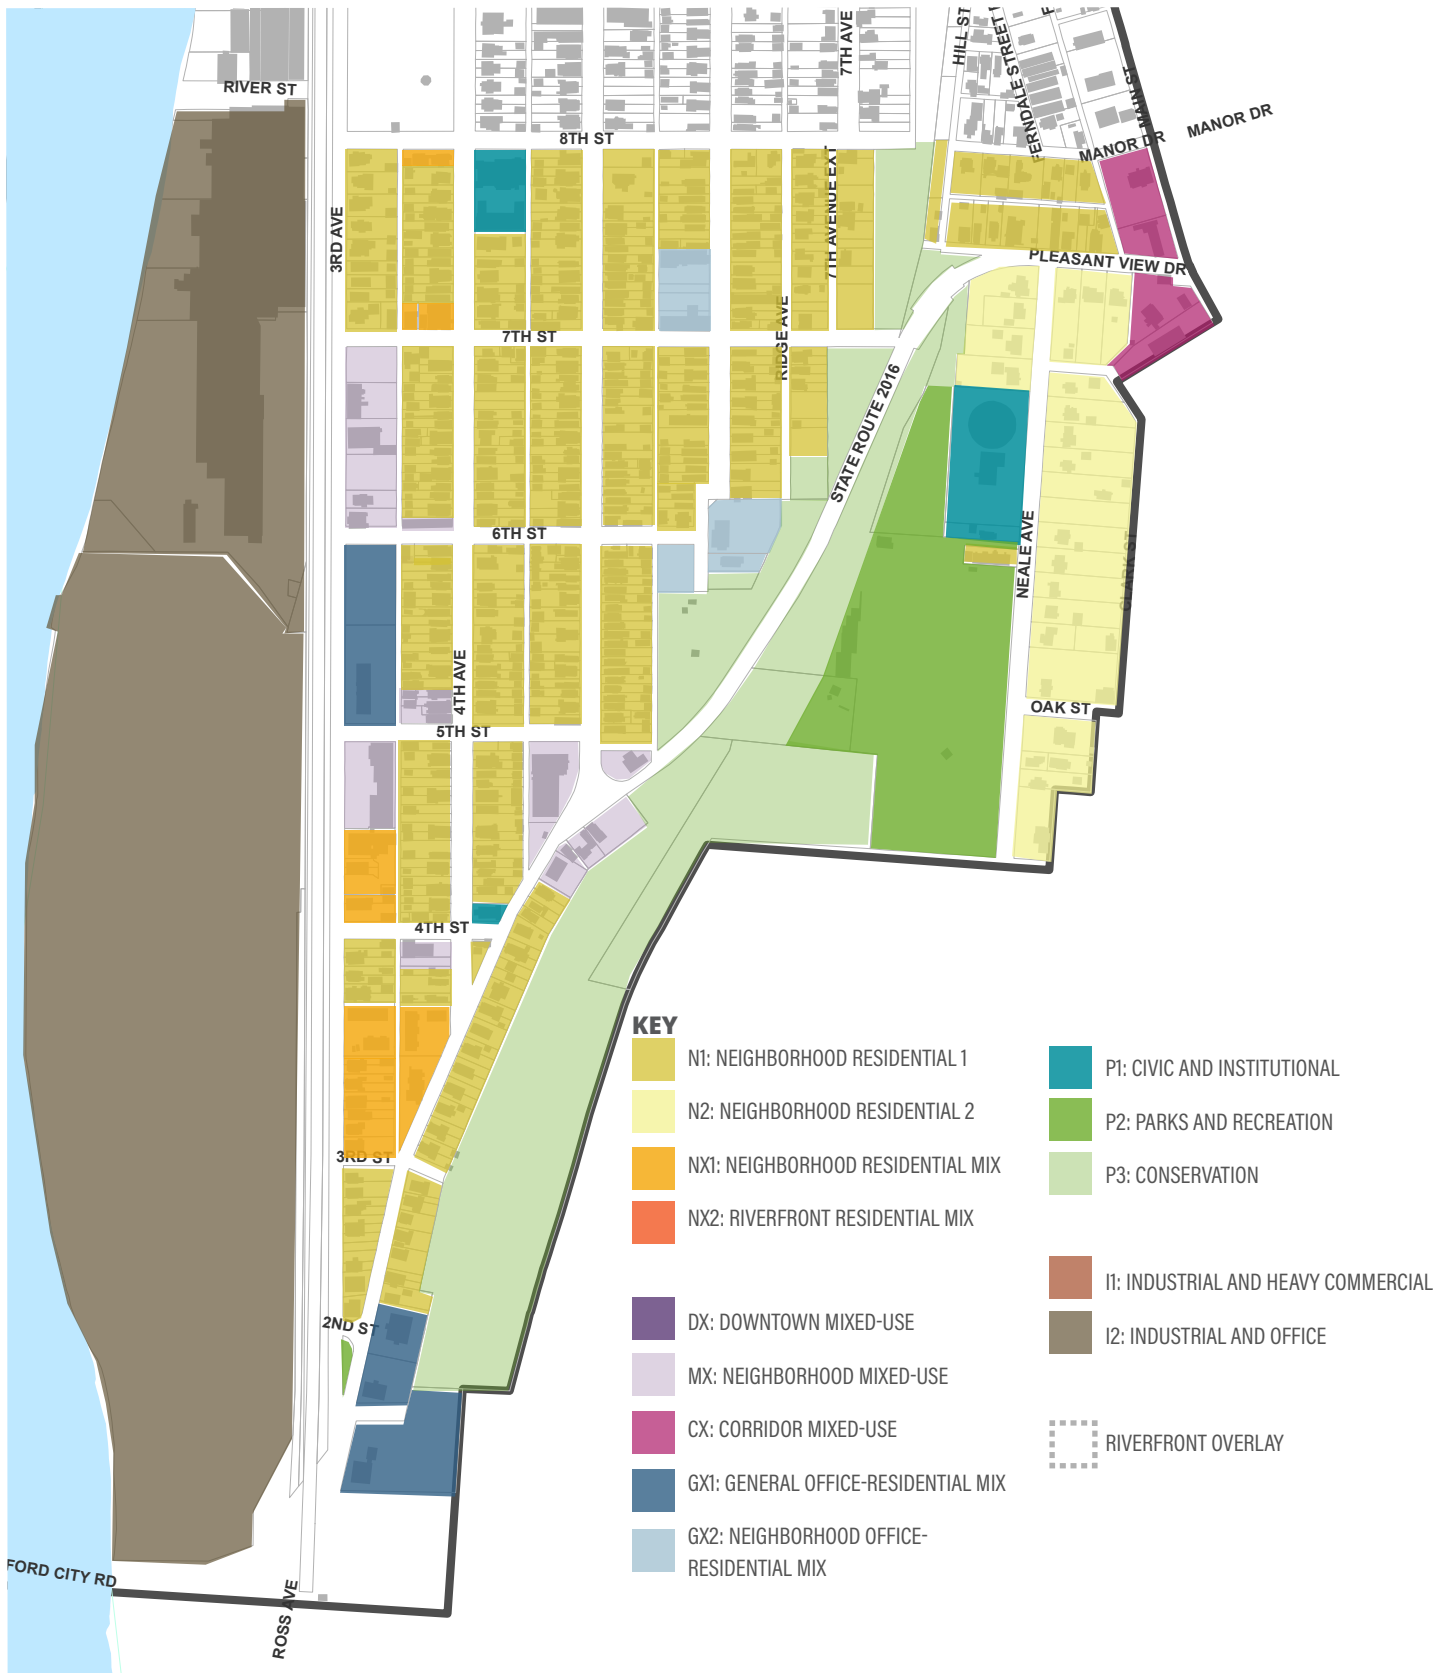 7TH AVE
HILL ST
FERNDALE STREET
MAIN ST
RIVER ST
8TH ST
MANOR DR
MANOR DR
3RD AVE
7TH AVENUE EXT
PLEASANT VIEW DR
7TH ST
RIDGE AVE
STATE ROUTE 2016
6TH ST
NEALE AVE
CLARK ST
4TH AVE
5TH ST
OAK ST
4TH ST
3RD ST
2ND ST
FORD CITY RD
ROSS AVE
KEY
N1: NEIGHBORHOOD RESIDENTIAL 1
N2: NEIGHBORHOOD RESIDENTIAL 2
NX1: NEIGHBORHOOD RESIDENTIAL MIX
NX2: RIVERFRONT RESIDENTIAL MIX
DX: DOWNTOWN MIXED-USE
MX: NEIGHBORHOOD MIXED-USE
CX: CORRIDOR MIXED-USE
GX1: GENERAL OFFICE-RESIDENTIAL MIX
GX2: NEIGHBORHOOD OFFICE-
RESIDENTIAL MIX
P1: CIVIC AND INSTITUTIONAL
P2: PARKS AND RECREATION
P3: CONSERVATION
I1: INDUSTRIAL AND HEAVY COMMERCIAL
I2: INDUSTRIAL AND OFFICE
RIVERFRONT OVERLAY